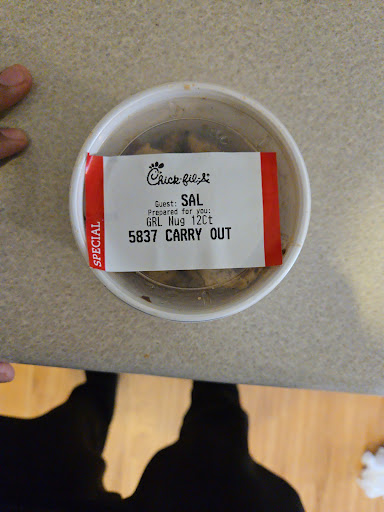 Chick-fil-A
Guest: SAL
Prepared for you:
GRL Nug 12Ct
5837 CARRY OUT
SPECIAL